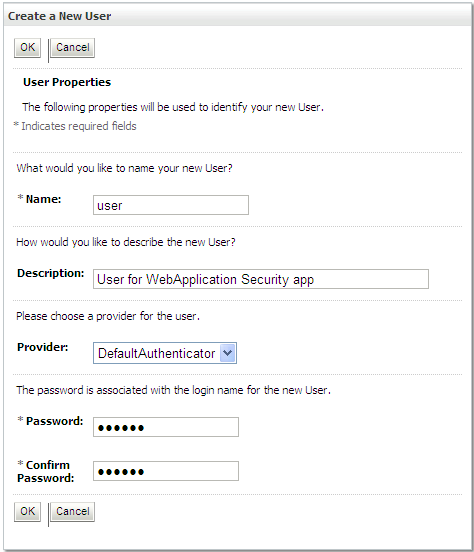 Create a New User
OK Cancel
User Properties
The following properties will be used to identify your new User.
* Indicates required fields
What would you like to name your new User?
* Name: user
How would you like to describe the new User?
Description: User for WebApplication Security app
Please choose a provider for the user.
Provider: DefaultAuthenticator
The password is associated with the login name for the new User.
* Password: ●●●●●●
* Confirm
Password: ●●●●●●
OK Cancel